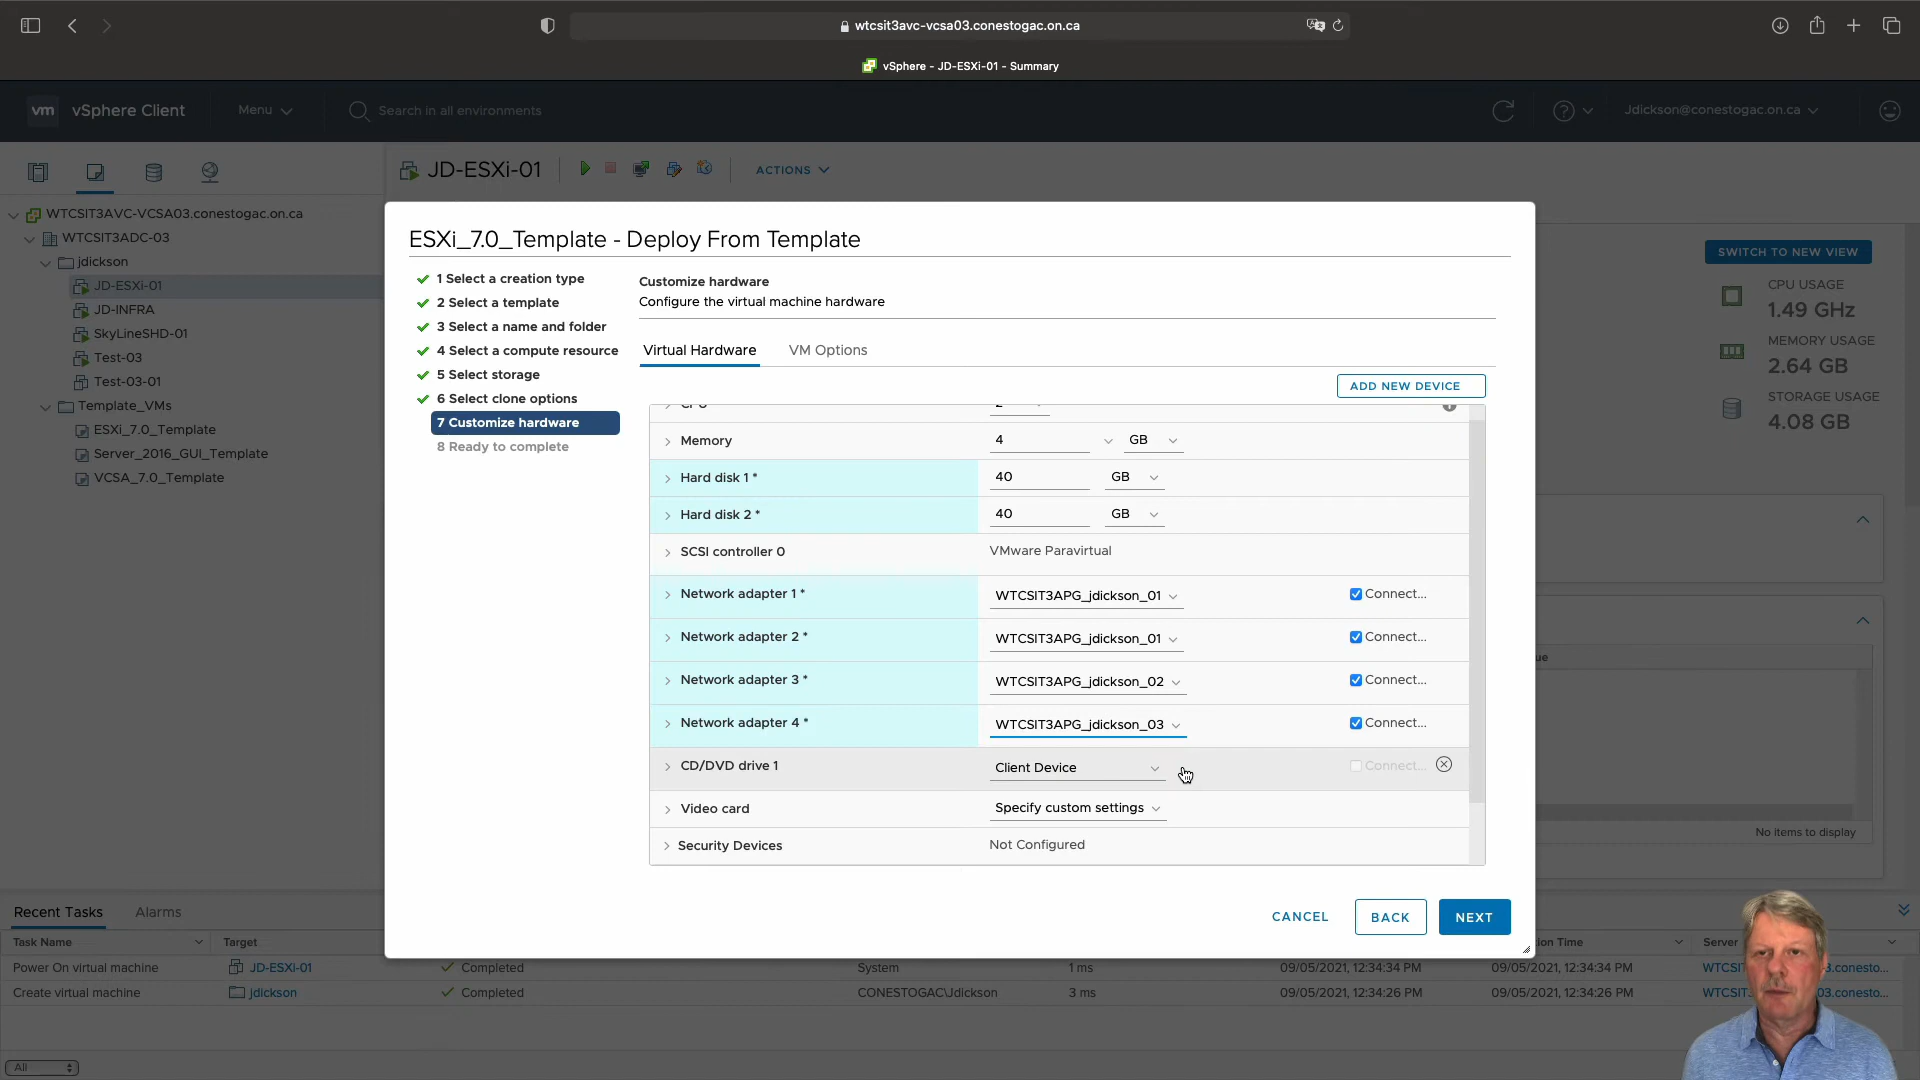 wtcsit3avc-vcsa03.conestogac.on.ca
vSphere - JD-ESXi-01 - Summary
vm vSphere Client Menu Search in all environments Jdickson@conestogac.on.ca
JD-ESXi-01 ACTIONS
WTCSIT3AVC-VCSA03.conestogac.on.ca
WTCSIT3ADC-03
jdickson
JD-ESXi-01
JD-INFRA
SkyLineSHD-01
Test-03
Test-03-01
Template_VMs
ESXi_7.0_Template
Server_2016_GUI_Template
VCSA_7.0_Template
ESXi_7.0_Template - Deploy From Template
1 Select a creation type
2 Select a template
3 Select a name and folder
4 Select a compute resource
5 Select storage
6 Select clone options
7 Customize hardware
8 Ready to complete
Customize hardware
Configure the virtual machine hardware
Virtual Hardware VM Options
ADD NEW DEVICE
CPU 2
Memory 4 GB
Hard disk 1 * 40 GB
Hard disk 2 * 40 GB
SCSI controller 0 VMware Paravirtual
Network adapter 1 * WTCSIT3APG_jdickson_01 Connect...
Network adapter 2 * WTCSIT3APG_jdickson_01 Connect...
Network adapter 3 * WTCSIT3APG_jdickson_02 Connect...
Network adapter 4 * WTCSIT3APG_jdickson_03 Connect...
CD/DVD drive 1 Client Device Connect...
Video card Specify custom settings
Security Devices Not Configured
CANCEL BACK NEXT
SWITCH TO NEW VIEW
CPU USAGE
1.49 GHz
MEMORY USAGE
2.64 GB
STORAGE USAGE
4.08 GB
ue
No items to display
Recent Tasks Alarms
Task Name Target ion Time Server
Power On virtual machine JD-ESXi-01 Completed System 1 ms 09/05/2021, 12:34:34 PM 09/05/2021, 12:34:34 PM WTCSIT 3.conesto...
Create virtual machine jdickson Completed CONESTOGAC\Jdickson 3 ms 09/05/2021, 12:34:26 PM 09/05/2021, 12:34:26 PM WTCSIT 03.conesto...
All